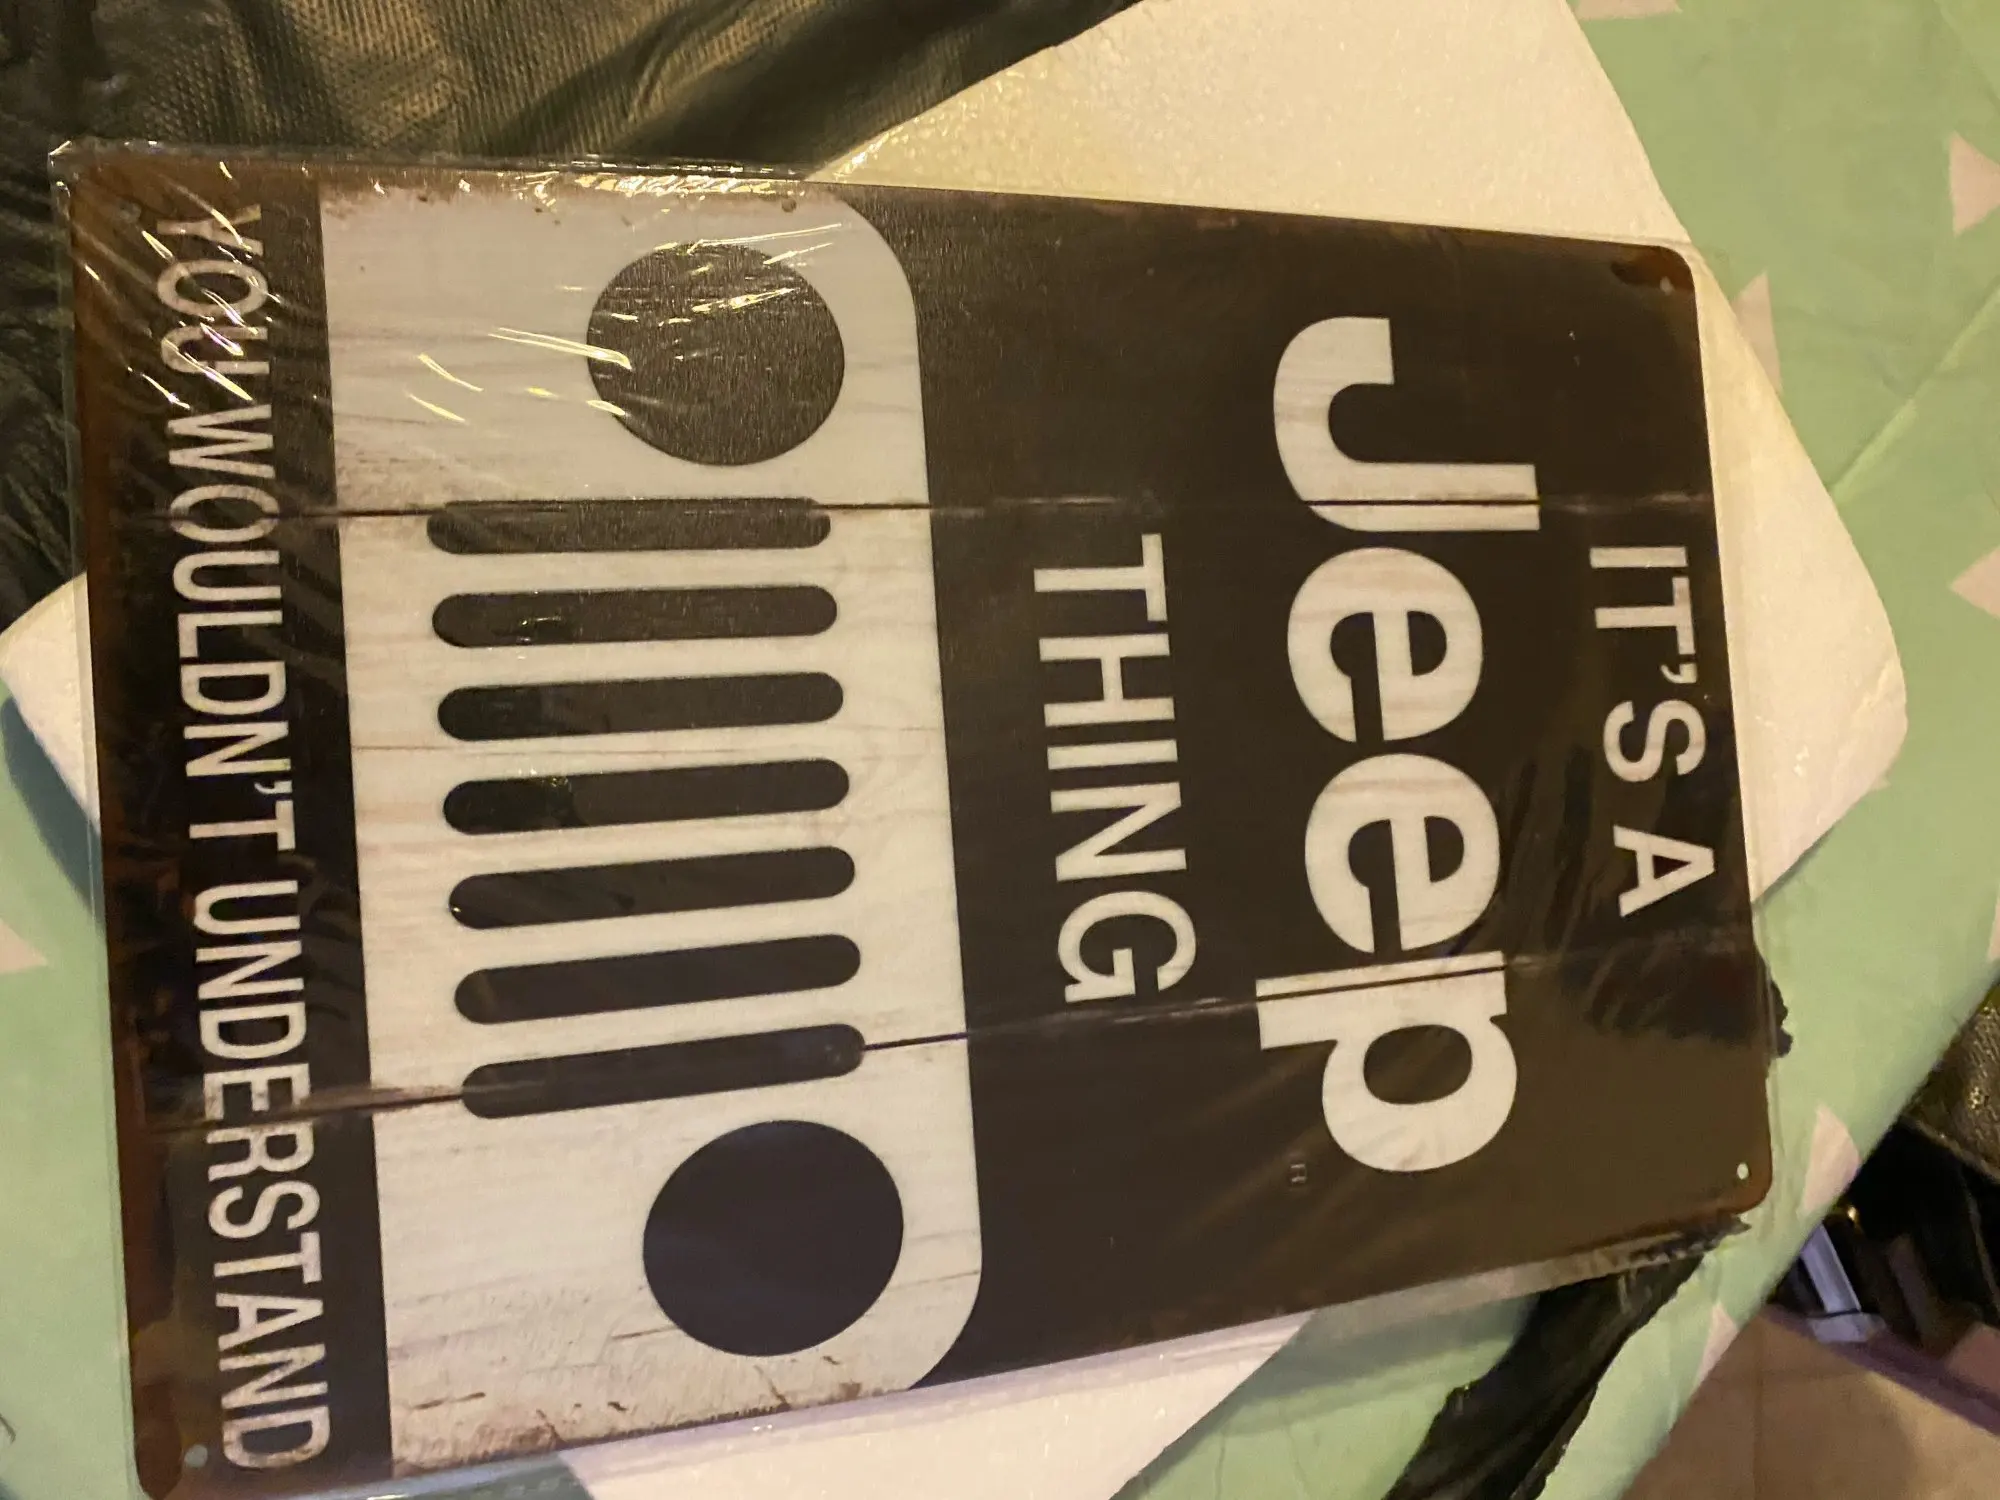 IT'S A
Jeep
THING
YOU WOULDN'T UNDERSTAND